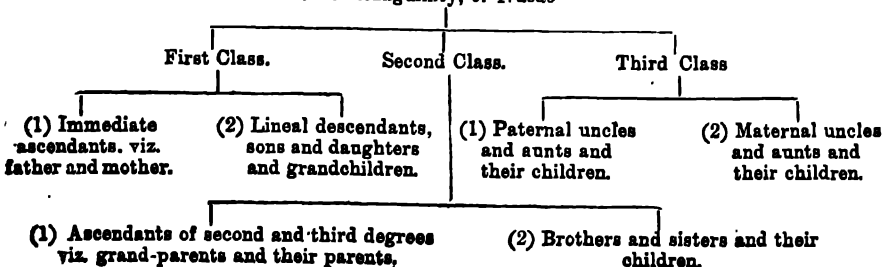 First Class.
Second Class.
Third Class
(1) Immediate
ascendants. viz.
father and mother.
(2) Lineal descendants,
sons and daughters
and grandchildren.
(1) Paternal uncles
and aunts and
their children.
(2) Maternal uncles
and aunts and
their children.
(1) Ascendants of second and third degrees
viz. grand-parents and their parents,
(2) Brothers and sisters and their
children.